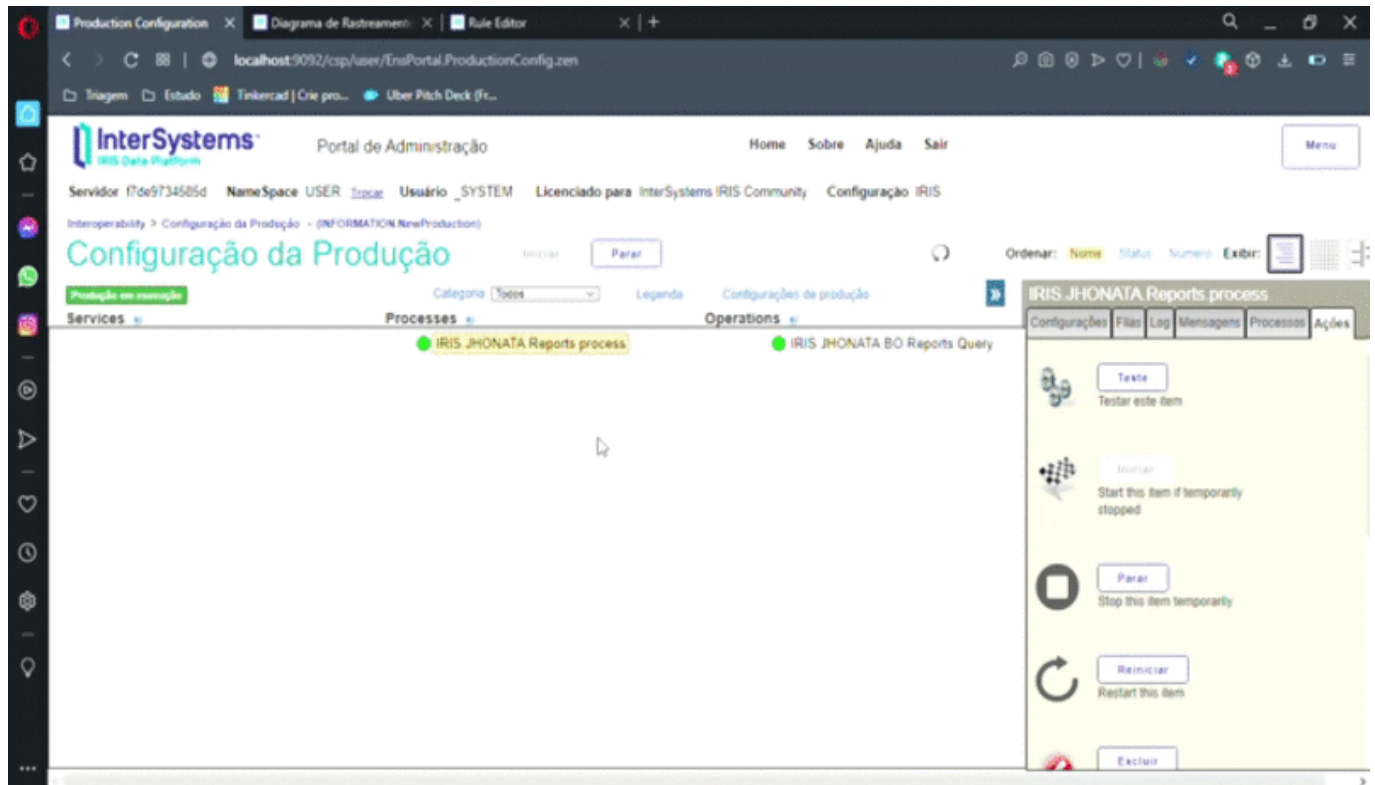 Production Configuration Diagrama de Rastreament Rule Editor
localhost:9092/csp/user/EnsPortal.ProductionConfig.zen
Triagem Estudo Tinkercad | Crie pro... Uber Pitch Deck (Fr...
InterSystems
IRIS Data Platform
Portal de Administração
Home Sobre Ajuda Sair
Menu
Servidor f7de9734585d NameSpace USER Trocar Usuário _SYSTEM Licenciado para InterSystems IRIS Community Configuração IRIS
Interoperability > Configuração da Produção - (INFORMATION.NewProduction)
Configuração da Produção Iniciar Parar
Ordenar: Nome Status Numero Exibir:
Produção em execução
Categoria Todos Legenda Configurações de produção
Services Processes Operations
IRIS JHONATA Reports process
IRIS JHONATA BO Reports Query
IRIS.JHONATA.Reports.process
Configurações Filas Log Mensagens Processos Ações
Teste
Testar este item
Iniciar
Start this item if temporarily
stopped
Parar
Stop this item temporarily
Reiniciar
Restart this item
Excluir